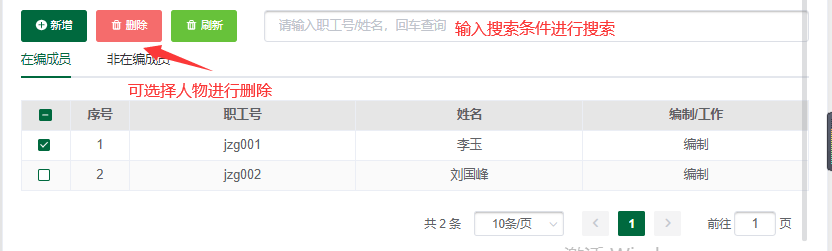 新增 删除 刷新 请输入职工号/姓名，回车查询 输入搜索条件进行搜索
在编成员 非在编成员
可选择人物进行删除
序号 职工号 姓名 编制/工作
1 jzg001 李玉 编制
2 jzg002 刘国峰 编制
共 2 条 10条/页 1 前往 1 页